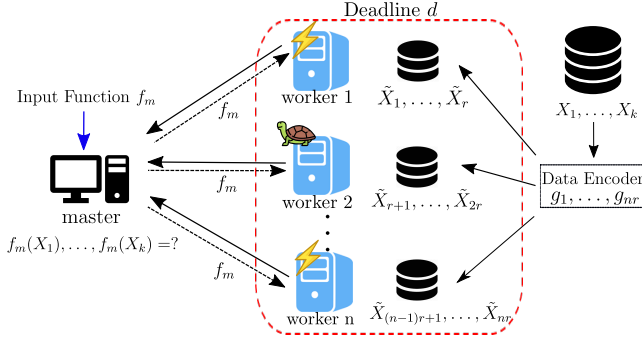 Deadline d
Input Function f_m
master
f_m(X_1), . . . , f_m(X_k) =?
f_m
worker 1
X̃_1, . . . , X̃_r
f_m
worker 2
X̃_{r+1}, . . . , X̃_{2r}
f_m
worker n
X̃_{(n−1)r+1}, . . . , X̃_{nr}
X_1, . . . , X_k
Data Encoder
g_1, . . . , g_{nr}